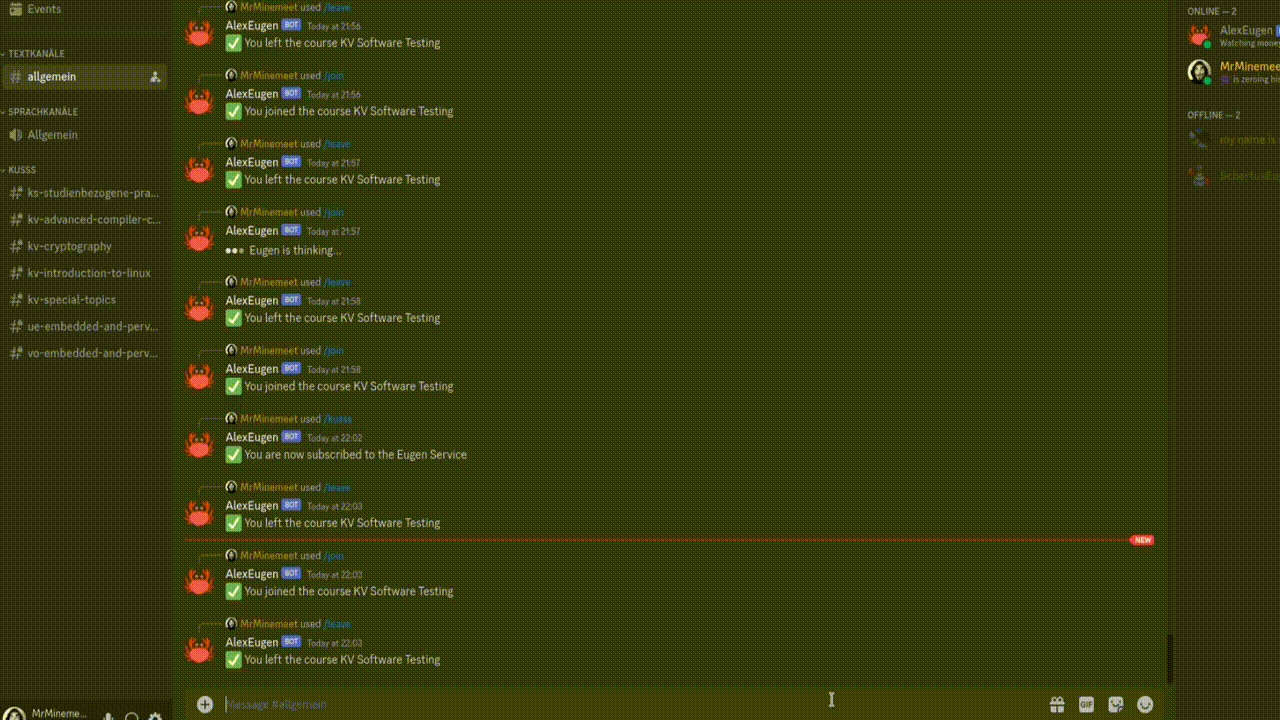 Events
TEXTKANÄLE
allgemein
SPRACHKANÄLE
Allgemein
KUSSS
ks-studienbezogene-pra...
kv-advanced-compiler-c...
kv-cryptography
kv-introduction-to-linux
kv-special-topics
ue-embedded-and-perv...
vo-embedded-and-perv...
MrMineme...
MrMinemeet used /leave
AlexEugen BOT Today at 21:56
✅ You left the course KV Software Testing
MrMinemeet used /join
AlexEugen BOT Today at 21:56
✅ You joined the course KV Software Testing
MrMinemeet used /leave
AlexEugen BOT Today at 21:57
✅ You left the course KV Software Testing
MrMinemeet used /join
AlexEugen BOT Today at 21:57
Eugen is thinking...
MrMinemeet used /leave
AlexEugen BOT Today at 21:58
✅ You left the course KV Software Testing
MrMinemeet used /join
AlexEugen BOT Today at 21:58
✅ You joined the course KV Software Testing
MrMinemeet used /kusss
AlexEugen BOT Today at 22:02
✅ You are now subscribed to the Eugen Service
MrMinemeet used /leave
AlexEugen BOT Today at 22:03
✅ You left the course KV Software Testing
NEW
MrMinemeet used /join
AlexEugen BOT Today at 22:03
✅ You joined the course KV Software Testing
MrMinemeet used /leave
AlexEugen BOT Today at 22:03
✅ You left the course KV Software Testing
Message #allgemein
GIF
ONLINE — 2
AlexEugen
Watching mone
MrMinemee
is zeroing hi
OFFLINE — 2
my name is